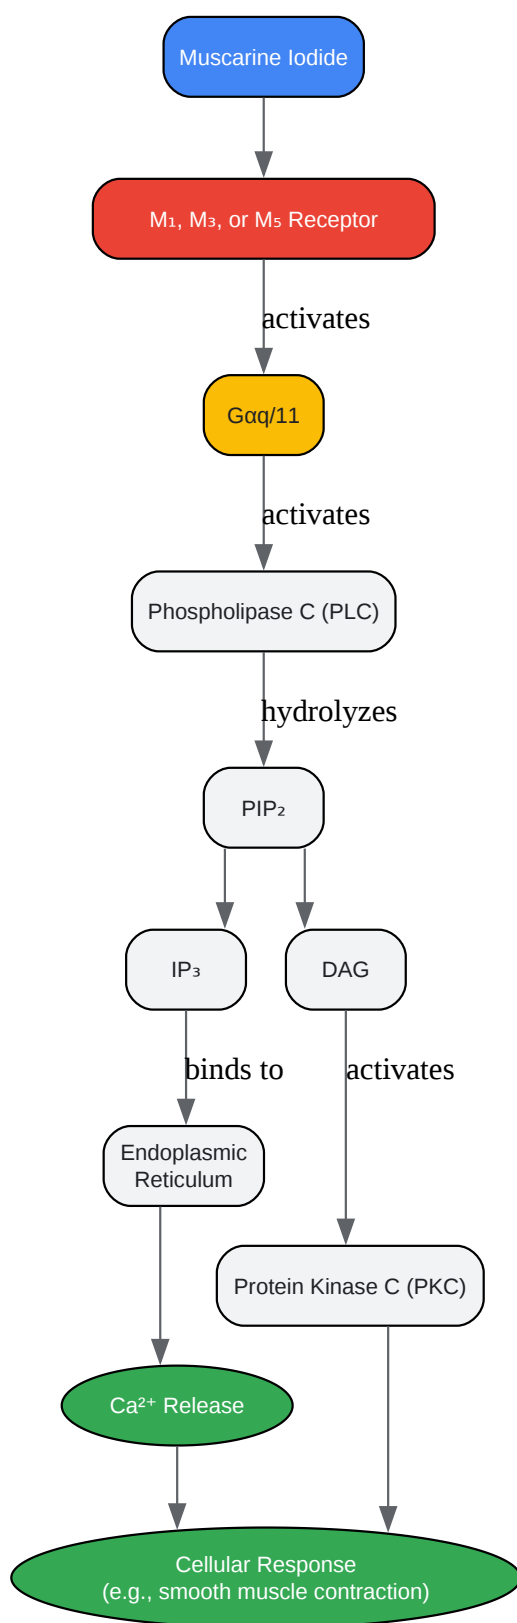 Muscarine Iodide
M₁, M₃, or M₅ Receptor
activates
Gαq/11
activates
Phospholipase C (PLC)
hydrolyzes
PIP₂
IP₃
DAG
binds to
activates
Endoplasmic
Reticulum
Protein Kinase C (PKC)
Ca²⁺ Release
Cellular Response
(e.g., smooth muscle contraction)